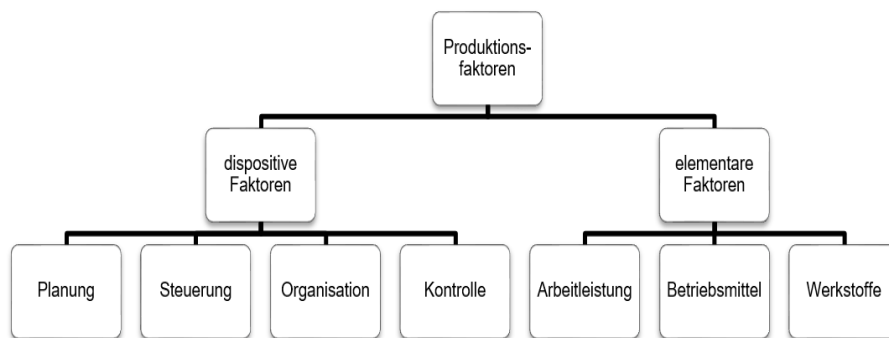 Produktions-
faktoren
dispositive
Faktoren
elementare
Faktoren
Planung
Steuerung
Organisation
Kontrolle
Arbeitleistung
Betriebsmittel
Werkstoffe